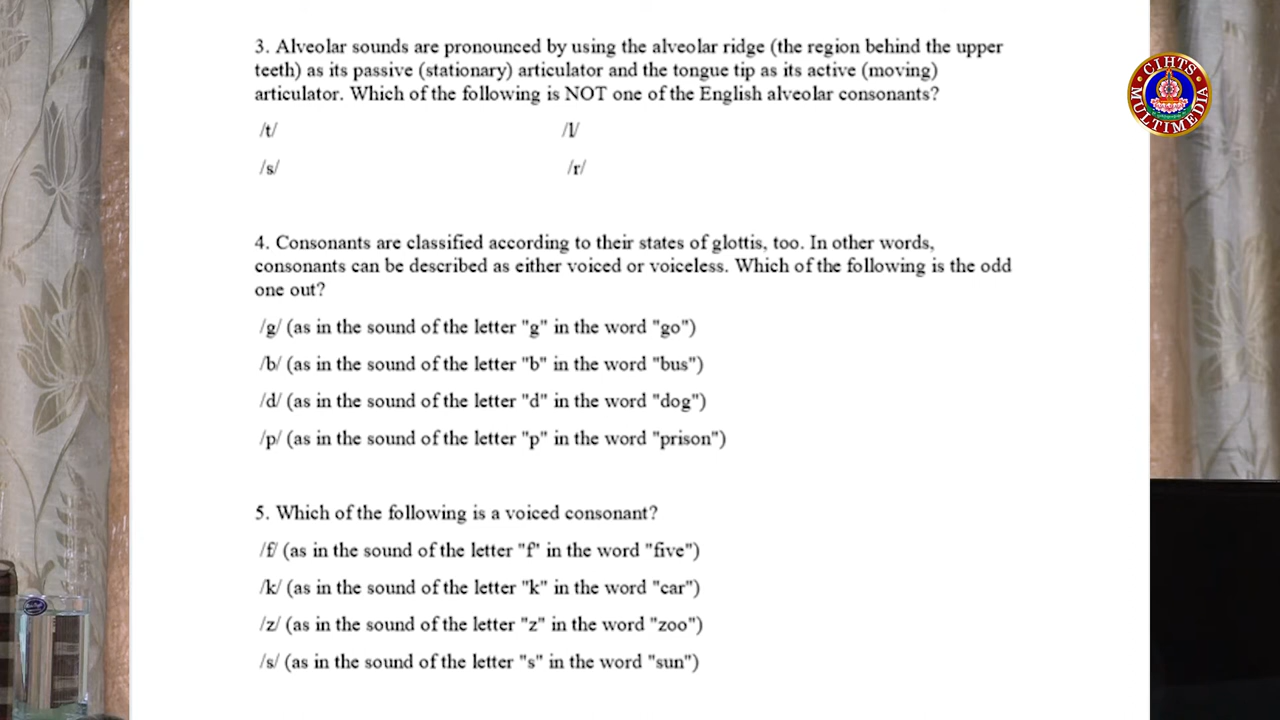 3. Alveolar sounds are pronounced by using the alveolar ridge (the region behind the upper
teeth) as its passive (stationary) articulator and the tongue tip as its active (moving)
articulator. Which of the following is NOT one of the English alveolar consonants?
/t/ /l/
/s/ /r/
4. Consonants are classified according to their states of glottis, too. In other words,
consonants can be described as either voiced or voiceless. Which of the following is the odd
one out?
/g/ (as in the sound of the letter "g" in the word "go")
/b/ (as in the sound of the letter "b" in the word "bus")
/d/ (as in the sound of the letter "d" in the word "dog")
/p/ (as in the sound of the letter "p" in the word "prison")
5. Which of the following is a voiced consonant?
/f/ (as in the sound of the letter "f" in the word "five")
/k/ (as in the sound of the letter "k" in the word "car")
/z/ (as in the sound of the letter "z" in the word "zoo")
/s/ (as in the sound of the letter "s" in the word "sun")
CIHTS
MULTIMEDIA